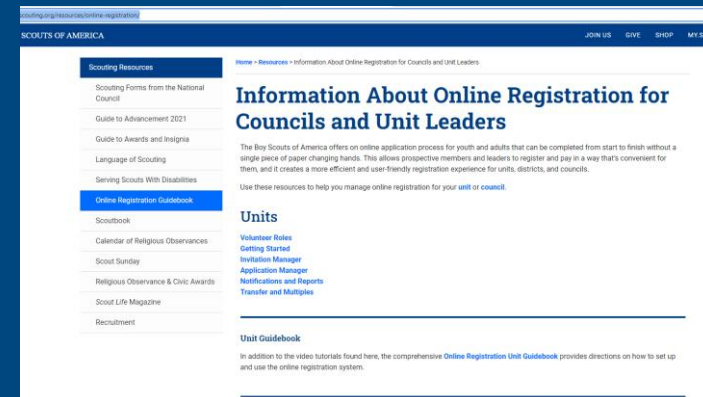 scouting.org/resources/online-registration/
SCOUTS OF AMERICA
JOIN US GIVE SHOP
Scouting Resources
Scouting Forms from the National
Council
Guide to Advancement 2021
Guide to Awards and Insignia
Language of Scouting
Serving Scouts With Disabilities
Online Registration Guidebook
Scoutbook
Calendar of Religious Observances
Scout Sunday
Religious Observance & Civic Awards
Scout Life Magazine
Recruitment
Home > Resources > Information About Online Registration for Councils and Unit Leaders
Information About Online Registration for
Councils and Unit Leaders
The Boy Scouts of America offers on online application process for youth and adults that can be completed from start to finish without a
single piece of paper changing hands. This allows prospective members and leaders to register and pay in a way that's convenient for
them, and it creates a more efficient and user-friendly registration experience for units, districts, and councils.
Use these resources to help you manage online registration for your unit or council.
Units
Volunteer Roles
Getting Started
Invitation Manager
Application Manager
Notifications and Reports
Transfer and Multiples
Unit Guidebook
In addition to the video tutorials found here, the comprehensive Online Registration Unit Guidebook provides directions on how to set up
and use the online registration system.